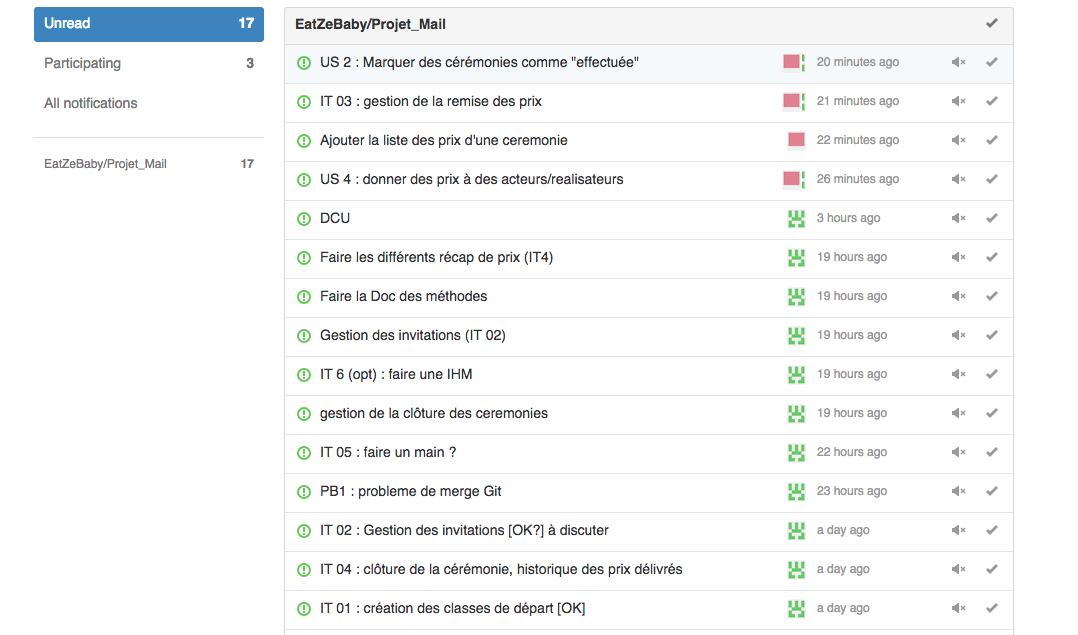 Unread 17
Participating 3
All notifications
EatZeBaby/Projet_Mail 17
EatZeBaby/Projet_Mail
US 2 : Marquer des cérémonies comme "effectuée" 20 minutes ago
IT 03 : gestion de la remise des prix 21 minutes ago
Ajouter la liste des prix d'une ceremonie 22 minutes ago
US 4 : donner des prix à des acteurs/realisateurs 26 minutes ago
DCU 3 hours ago
Faire les différents récap de prix (IT4) 19 hours ago
Faire la Doc des méthodes 19 hours ago
Gestion des invitations (IT 02) 19 hours ago
IT 6 (opt) : faire une IHM 19 hours ago
gestion de la clôture des ceremonies 19 hours ago
IT 05 : faire un main ? 22 hours ago
PB1 : probleme de merge Git 23 hours ago
IT 02 : Gestion des invitations [OK?] à discuter a day ago
IT 04 : clôture de la cérémonie, historique des prix délivrés a day ago
IT 01 : création des classes de départ [OK] a day ago